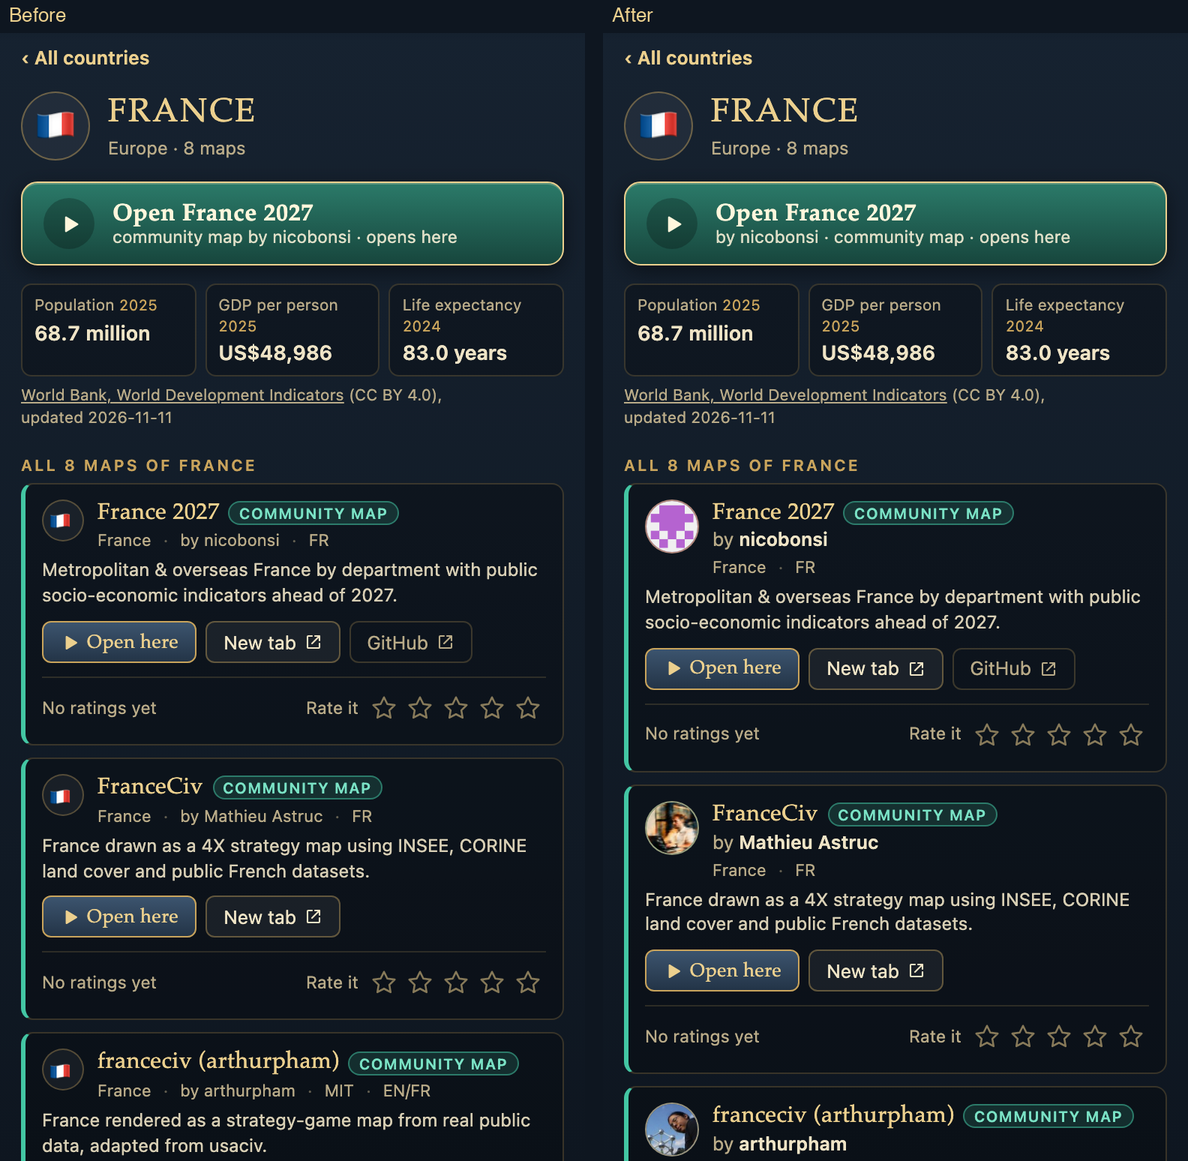 Before
‹ All countries
FRANCE
Europe · 8 maps
Open France 2027
community map by nicobonsi · opens here
Population 2025
68.7 million
GDP per person 2025
US$48,986
Life expectancy 2024
83.0 years
World Bank, World Development Indicators (CC BY 4.0),
updated 2026-11-11
ALL 8 MAPS OF FRANCE
France 2027 COMMUNITY MAP
France · by nicobonsi · FR
Metropolitan & overseas France by department with public
socio-economic indicators ahead of 2027.
Open here New tab GitHub
No ratings yet Rate it
FranceCiv COMMUNITY MAP
France · by Mathieu Astruc · FR
France drawn as a 4X strategy map using INSEE, CORINE
land cover and public French datasets.
Open here New tab
No ratings yet Rate it
franceciv (arthurpham) COMMUNITY MAP
France · by arthurpham · MIT · EN/FR
France rendered as a strategy-game map from real public
data, adapted from usaciv.
After
‹ All countries
FRANCE
Europe · 8 maps
Open France 2027
by nicobonsi · community map · opens here
Population 2025
68.7 million
GDP per person 2025
US$48,986
Life expectancy 2024
83.0 years
World Bank, World Development Indicators (CC BY 4.0),
updated 2026-11-11
ALL 8 MAPS OF FRANCE
France 2027 COMMUNITY MAP
by nicobonsi
France · FR
Metropolitan & overseas France by department with public
socio-economic indicators ahead of 2027.
Open here New tab GitHub
No ratings yet Rate it
FranceCiv COMMUNITY MAP
by Mathieu Astruc
France · FR
France drawn as a 4X strategy map using INSEE, CORINE
land cover and public French datasets.
Open here New tab
No ratings yet Rate it
franceciv (arthurpham) COMMUNITY MAP
by arthurpham